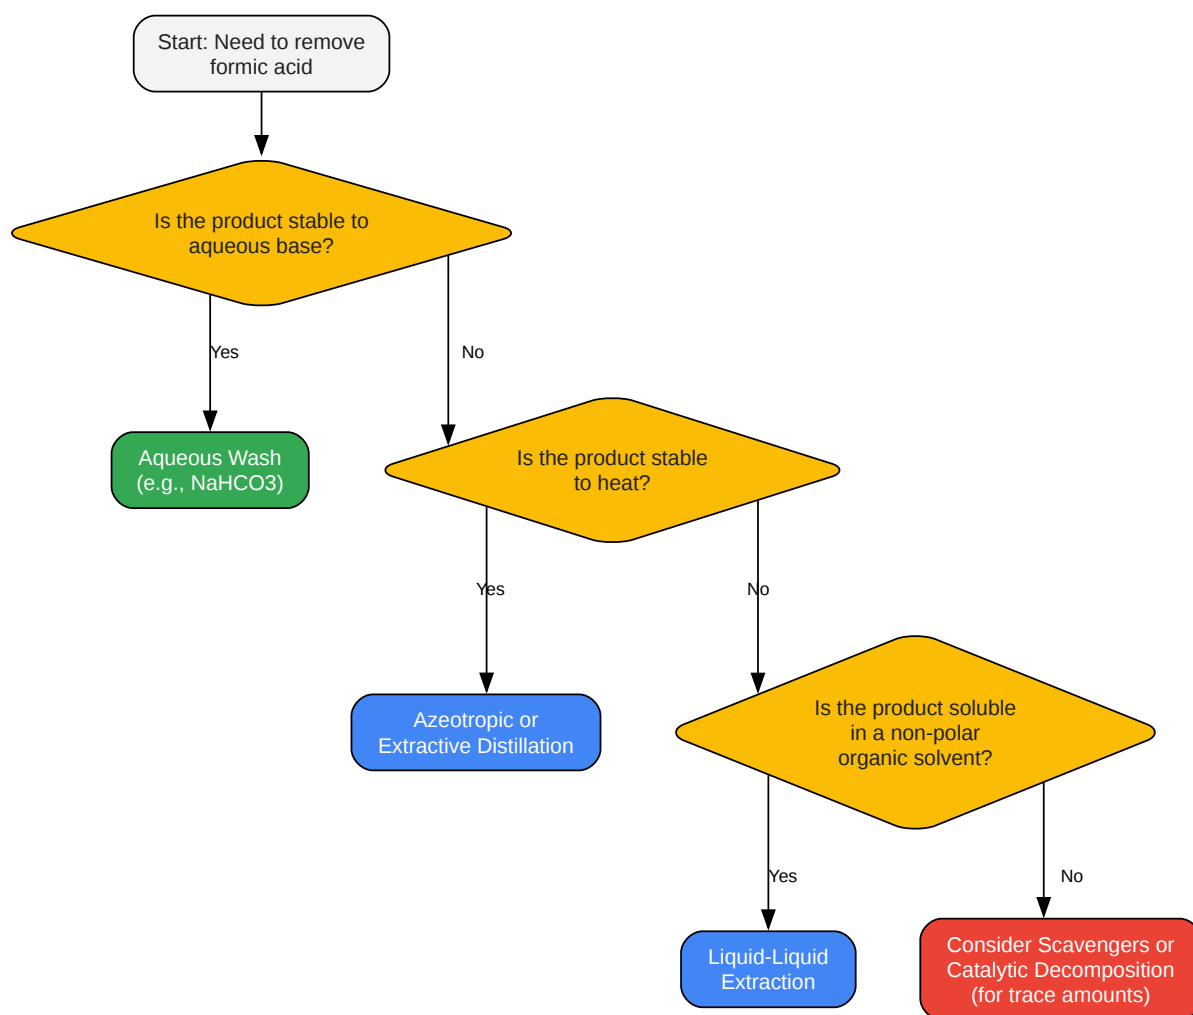 Start: Need to remove
formic acid
Is the product stable to
aqueous base?
Yes
No
Aqueous Wash
(e.g., NaHCO3)
Is the product stable
to heat?
Yes
No
Azeotropic or
Extractive Distillation
Is the product soluble
in a non-polar
organic solvent?
Yes
No
Liquid-Liquid
Extraction
Consider Scavengers or
Catalytic Decomposition
(for trace amounts)